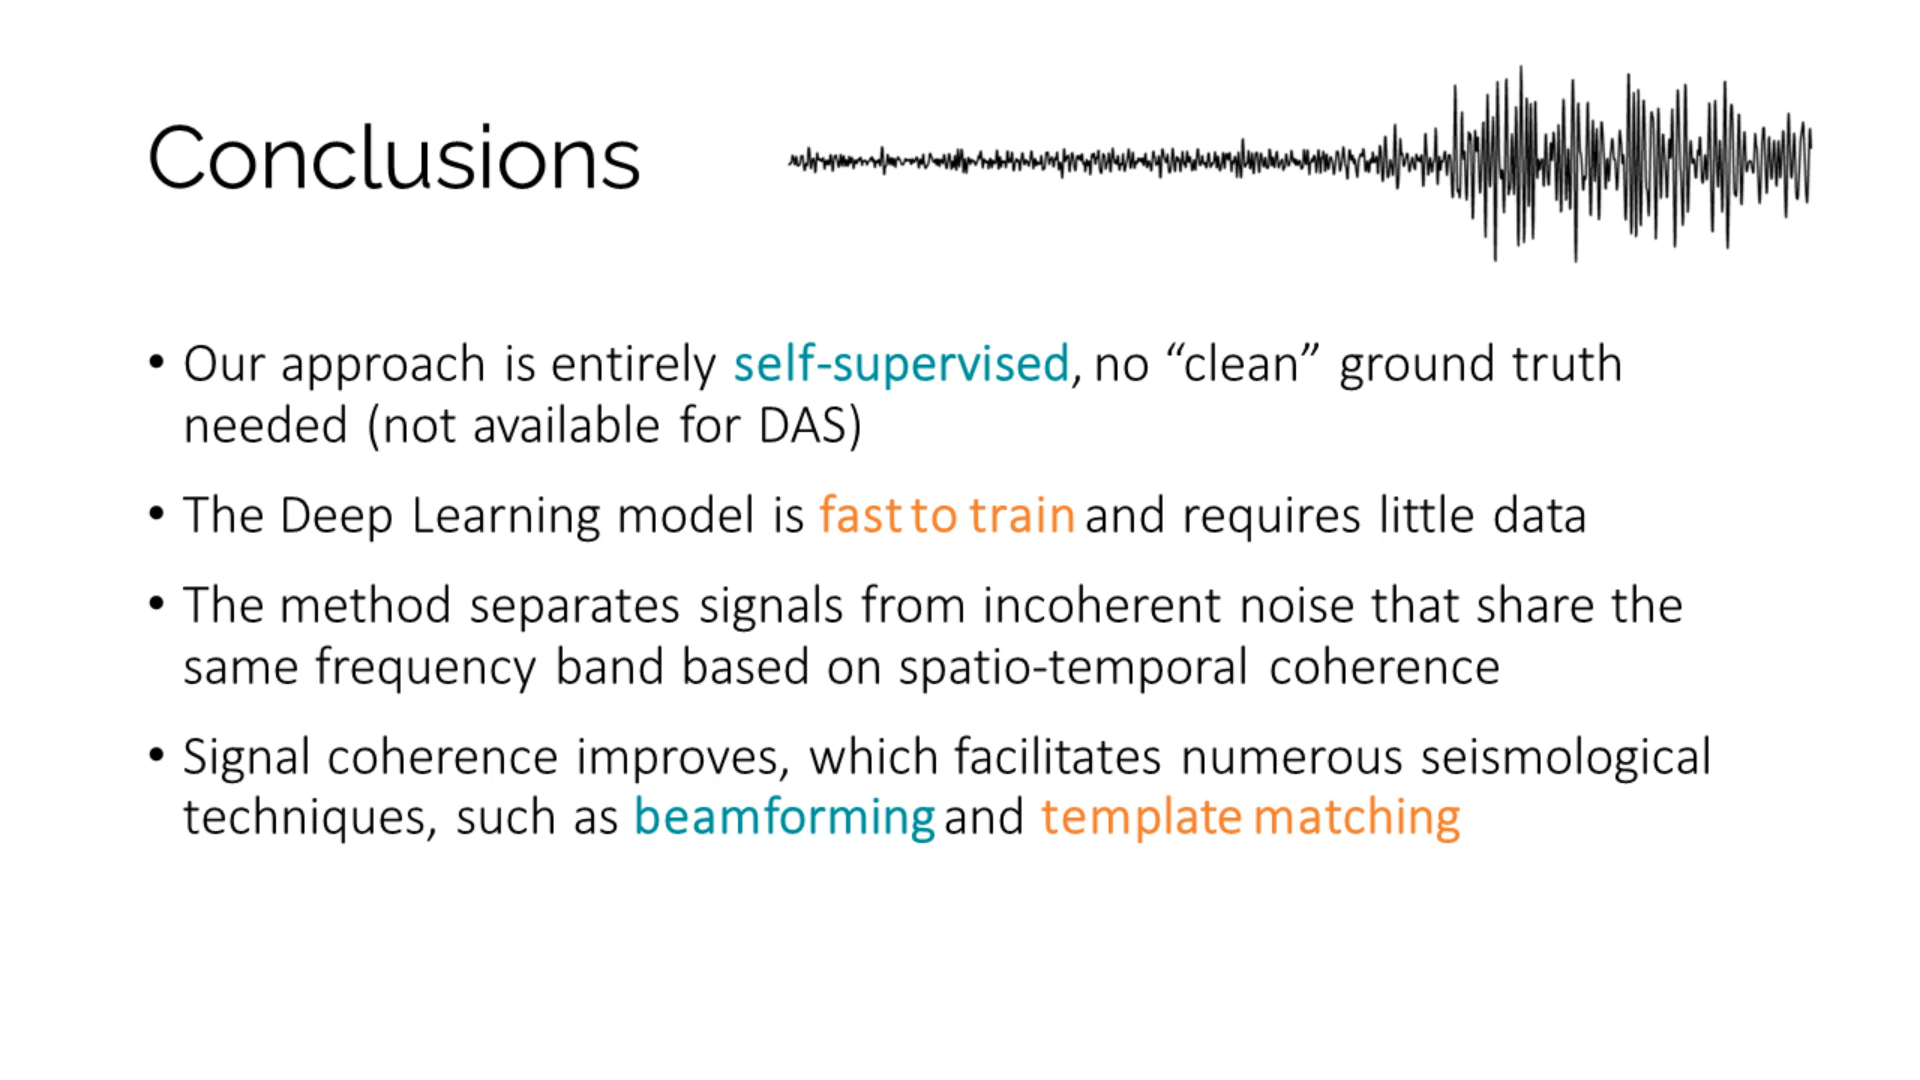 Conclusions
• Our approach is entirely self-supervised, no “clean” ground truth
needed (not available for DAS)
• The Deep Learning model is fast to train and requires little data
• The method separates signals from incoherent noise that share the
same frequency band based on spatio-temporal coherence
• Signal coherence improves, which facilitates numerous seismological
techniques, such as beamforming and template matching